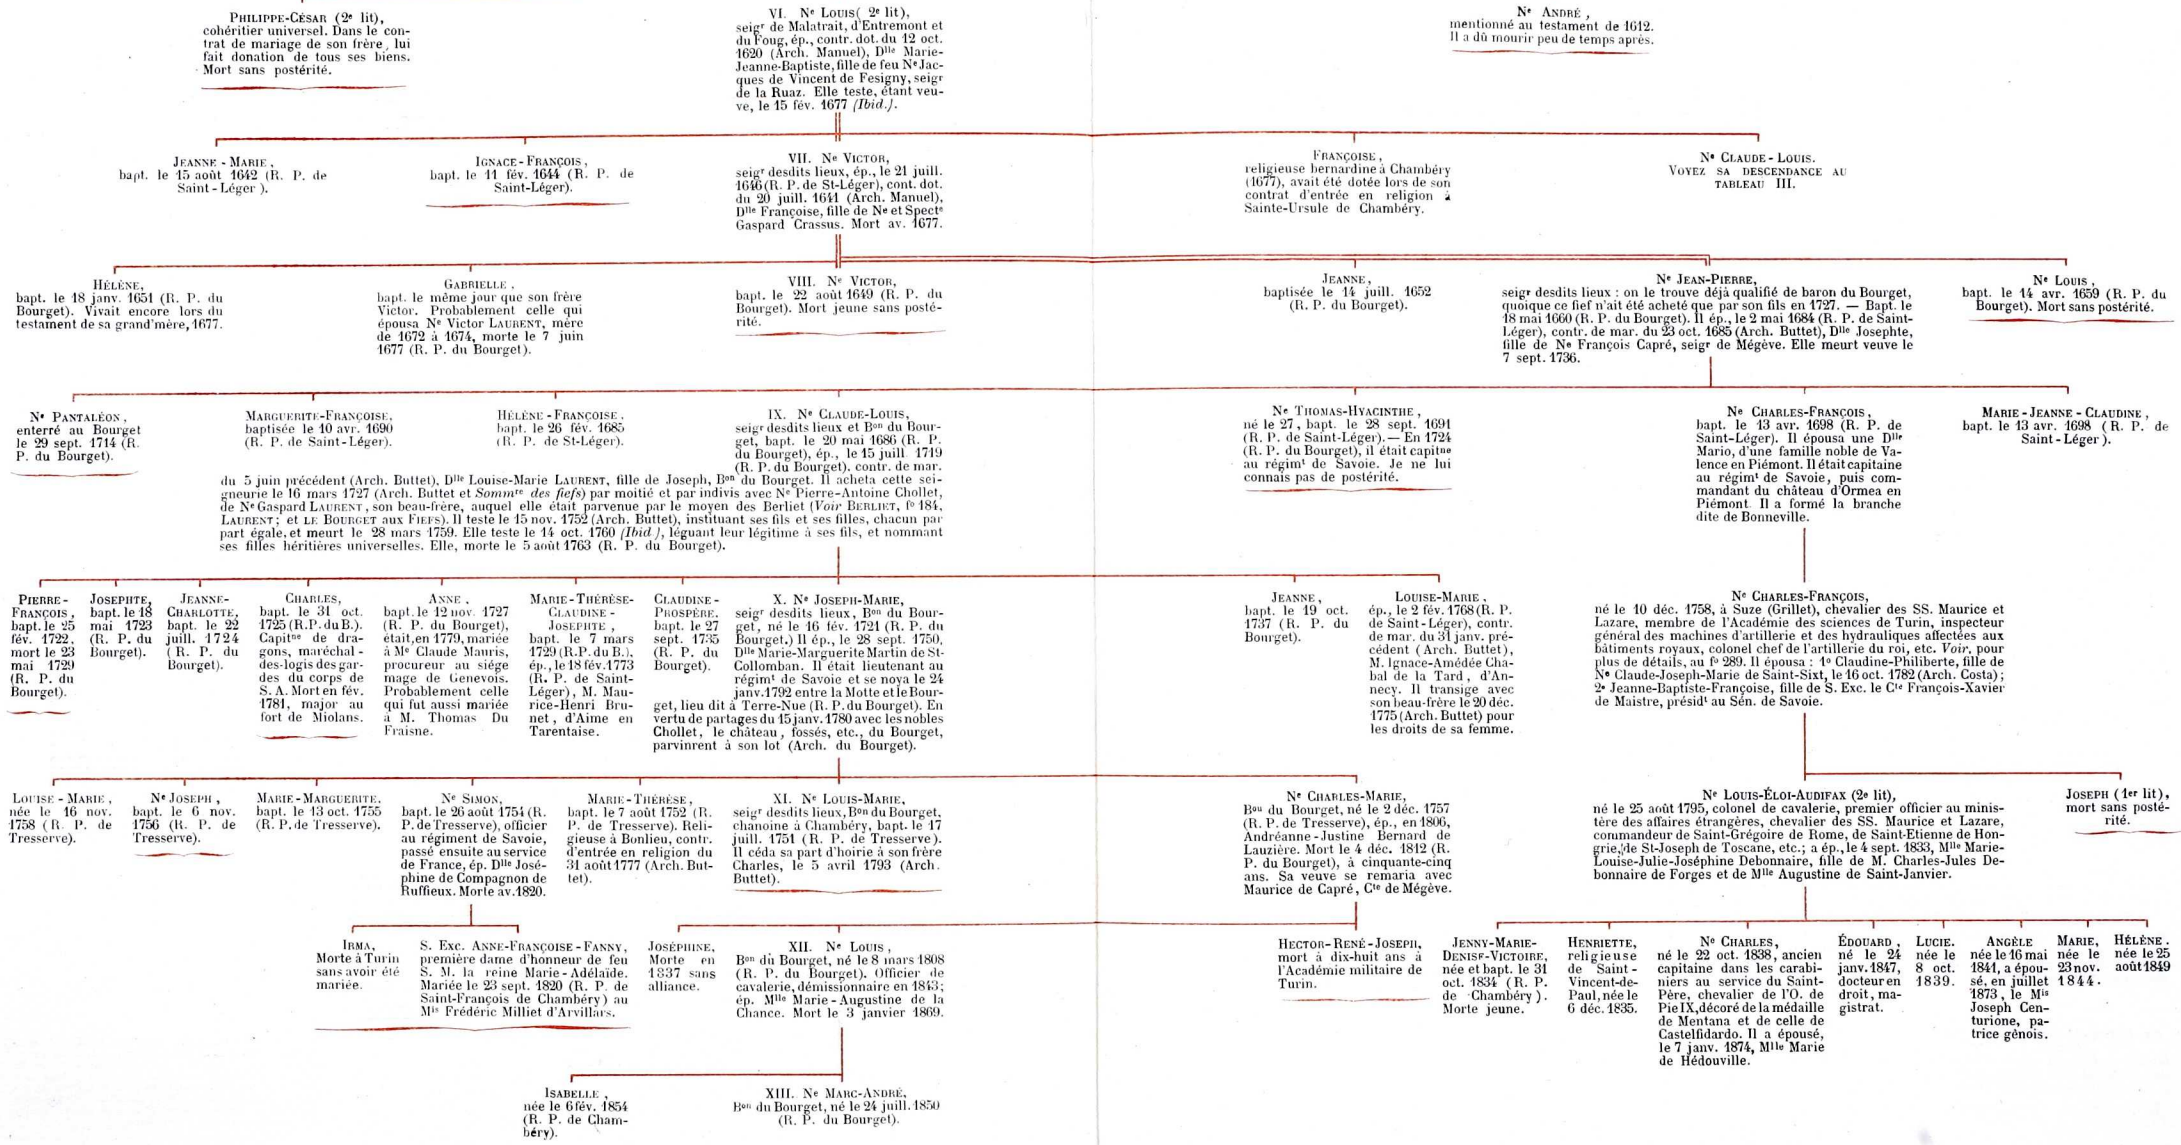 PHILIPPE-CÉSAR (2e lit),
cohéritier universel. Dans le con-
trat de mariage de son frère, lui
fait donation de tous ses biens.
Mort sans postérité.
VI. Ne LOUIS( 2e lit),
seigr de Malatrait, d'Entremont et
du Foug, ép., contr. dot. du 12 oct.
1620 (Arch. Manuel), Dlle Marie-
Jeanne-Baptiste, fille de feu Ne Jac-
ques de Vincent de Fesigny, seigr
de la Ruaz. Elle teste, étant veu-
ve, le 15 fév. 1677 (Ibid.).
Ne ANDRÉ,
mentionné au testament de 1612.
Il a dû mourir peu de temps après.
JEANNE-MARIE,
bapt. le 15 août 1642 (R. P. de
Saint-Léger).
IGNACE-FRANÇOIS,
bapt. le 11 fév. 1644 (R. P. de
Saint-Léger).
VII. Ne VICTOR,
seigr desdits lieux, ép., le 21 juill.
1646 (R. P. de St-Léger), cont. dot.
du 20 juill. 1641 (Arch. Manuel),
Dlle Françoise, fille de Ne et Specte
Gaspard Crassus. Mort av. 1677.
FRANÇOISE,
religieuse bernardine à Chambéry
(1677), avait été dotée lors de son
contrat d'entrée en religion à
Sainte-Ursule de Chambéry.
Ne CLAUDE-LOUIS.
VOYEZ SA DESCENDANCE AU
TABLEAU III.
HÉLÈNE,
bapt. le 18 janv. 1651 (R. P. du
Bourget). Vivait encore lors du
testament de sa grand'mère, 1677.
GABRIELLE,
bapt. le même jour que son frère
Victor. Probablement celle qui
épousa Ne Victor LAURENT, mère
de 1672 à 1674, morte le 7 juin
1677 (R. P. du Bourget).
VIII. Ne VICTOR,
bapt. le 22 août 1649 (R. P. du
Bourget). Mort jeune sans posté-
rité.
JEANNE,
baptisée le 14 juill. 1652
(R. P. du Bourget).
Ne JEAN-PIERRE,
seigr desdits lieux : on le trouve déjà qualifié de baron du Bourget,
quoique ce fief n'ait été acheté que par son fils en 1727. — Bapt. le
18 mai 1660 (R. P. du Bourget). Il ép., le 2 mai 1684 (R. P. de Saint-
Léger), contr. de mar. du 23 oct. 1685 (Arch. Buttet), Dlle Josephte,
fille de Ne François Capré, seigr de Mégève. Elle meurt veuve le
7 sept. 1736.
Ne LOUIS,
bapt. le 14 avr. 1659 (R. P. du
Bourget). Mort sans postérité.
Ne PANTALÉON,
enterré au Bourget
le 29 sept. 1714 (R.
P. du Bourget).
MARGUERITE-FRANÇOISE,
baptisée le 10 avr. 1690
(R. P. de Saint-Léger).
HÉLÈNE-FRANÇOISE,
bapt. le 26 fév. 1685
(R. P. de St-Léger).
IX. Ne CLAUDE-LOUIS,
seigr desdits lieux et Bon du Bour-
get, bapt. le 20 mai 1686 (R. P.
du Bourget), ép., le 15 juill 1719
(R. P. du Bourget), contr. de mar.
du 5 juin précédent (Arch. Buttet), Dlle Louise-Marie LAURENT, fille de Joseph, Bon du Bourget. Il acheta cette sei-
gneurie le 16 mars 1727 (Arch. Buttet et Sommre des fiefs) par moitié et par indivis avec Ne Pierre-Antoine Chollet,
de Ne Gaspard LAURENT, son beau-frère, auquel elle était parvenue par le moyen des Berliet (Voir BERLIET, fo 184,
LAURENT; et LE BOURGET aux FIEFS). Il teste le 15 nov. 1752 (Arch. Buttet), instituant ses fils et ses filles, chacun par
part égale, et meurt le 28 mars 1759. Elle teste le 14 oct. 1760 (Ibid.), léguant leur légitime à ses fils, et nommant
ses filles héritières universelles. Elle, morte le 5 août 1763 (R. P. du Bourget).
Ne THOMAS-HYACINTHE,
né le 27, bapt. le 28 sept. 1691
(R. P. de Saint-Léger). — En 1724
(R. P. du Bourget), il était capitne
au régimt de Savoie. Je ne lui
connais pas de postérité.
Ne CHARLES-FRANÇOIS,
bapt. le 13 avr. 1698 (R. P. de
Saint-Léger). Il épousa une Dlle
Mario, d'une famille noble de Va-
lence en Piémont. Il était capitaine
au régimt de Savoie, puis com-
mandant du château d'Ormea en
Piémont. Il a formé la branche
dite de Bonneville.
MARIE-JEANNE-CLAUDINE,
bapt. le 13 avr. 1698 (R. P. de
Saint-Léger).
PIERRE-
FRANÇOIS,
bapt. le 25
fév. 1722,
mort le 23
mai 1729
(R. P. du
Bourget).
JOSEPHTE,
bapt. le 18
mai 1723
(R. P. du
Bourget).
JEANNE-
CHARLOTTE,
bapt. le 22
juill. 1724
(R. P. du
Bourget).
CHARLES,
bapt. le 31 oct.
1725 (R.P. du B.).
Capitne de dra-
gons, maréchal-
des-logis des gar-
des du corps de
S. A. Mort en fév.
1781, major au
fort de Miolans.
ANNE,
bapt. le 12 nov. 1727
(R. P. du Bourget),
était, en 1779, mariée
à Me Claude Mauris,
procureur au siége
mage de Genevois.
Probablement celle
qui fut aussi mariée
à M. Thomas Du
Fraisne.
MARIE-THÉRÈSE-
CLAUDINE-
JOSEPHTE,
bapt. le 7 mars
1729 (R.P. du B.),
ép., le 18 fév. 1773
(R. P. de Saint-
Léger), M. Mau-
rice-Henri Bru-
net, d'Aime en
Tarentaise.
CLAUDINE-
PROSPÈRE,
bapt. le 27
sept. 1735
(R. P. du
Bourget).
X. Ne JOSEPH-MARIE,
seigr desdits lieux, Bon du Bour-
get, né le 16 fév. 1721 (R. P. du
Bourget.) Il ép., le 28 sept. 1750,
Dlle Marie-Marguerite Martin de St-
Collomban. Il était lieutenant au
régimt de Savoie et se noya le 24
janv. 1792 entre la Motte et le Bour-
get, lieu dit à Terre-Nue (R. P. du Bourget). En
vertu de partages du 15 janv. 1780 avec les nobles
Chollet, le château, fossés, etc., du Bourget,
parvinrent à son lot (Arch. du Bourget).
JEANNE,
bapt. le 19 oct.
1737 (R. P. du
Bourget).
LOUISE-MARIE,
ép., le 2 fév. 1768 (R. P.
de Saint-Léger), contr.
de mar. du 31 janv. pré-
cédent (Arch. Buttet),
M. Ignace-Amédée Cha-
bal de la Tard, d'An-
necy. Il transige avec
son beau-frère le 20 déc.
1775 (Arch. Buttet) pour
les droits de sa femme.
Ne CHARLES-FRANÇOIS,
né le 10 déc. 1758, à Suze (Grillet), chevalier des SS. Maurice et
Lazare, membre de l'Académie des sciences de Turin, inspecteur
général des machines d'artillerie et des hydrauliques affectées aux
bâtiments royaux, colonel chef de l'artillerie du roi, etc. Voir, pour
plus de détails, au fo 289. Il épousa : 1o Claudine-Philiberte, fille de
Ne Claude-Joseph-Marie de Saint-Sixt, le 16 oct. 1782 (Arch. Costa);
2o Jeanne-Baptiste-Françoise, fille de S. Exc. le Cte François-Xavier
de Maistre, présidt au Sén. de Savoie.
LOUISE-MARIE,
née le 16 nov.
1758 (R. P. de
Tresserve).
Ne JOSEPH,
bapt. le 6 nov.
1756 (R. P. de
Tresserve).
MARIE-MARGUERITE,
bapt. le 13 oct. 1755
(R. P. de Tresserve).
Ne SIMON,
bapt. le 26 août 1754 (R.
P. de Tresserve), officier
au régiment de Savoie,
passé ensuite au service
de France, ép. Dlle José-
phine de Compagnon de
Ruffieux. Morte av. 1820.
MARIE-THÉRÈSE,
bapt. le 7 août 1752 (R.
P. de Tresserve). Reli-
gieuse à Bonlieu, contr.
d'entrée en religion du
31 août 1777 (Arch. But-
tet).
XI. Ne LOUIS-MARIE,
seigr desdits lieux, Bon du Bourget,
chanoine à Chambéry, bapt. le 17
juill. 1751 (R. P. de Tresserve).
Il céda sa part d'hoirie à son frère
Charles, le 5 avril 1793 (Arch.
Buttet).
Ne CHARLES-MARIE,
Bou du Bourget, né le 2 déc. 1757
(R. P. de Tresserve), ép., en 1806,
Andréanne-Justine Bernard de
Lauzière. Mort le 4 déc. 1812 (R.
P. du Bourget), à cinquante-cinq
ans. Sa veuve se remaria avec
Maurice de Capré, Cte de Mégève.
Ne LOUIS-ÉLOI-AUDIFAX (2e lit),
né le 25 août 1795, colonel de cavalerie, premier officier au minis-
tère des affaires étrangères, chevalier des SS. Maurice et Lazare,
commandeur de Saint-Grégoire de Rome, de Saint-Etienne de Hon-
grie, de St-Joseph de Toscane, etc.; a ép., le 4 sept. 1833, Mlle Marie-
Louise-Julie-Joséphine Debonnaire, fille de M. Charles-Jules De-
bonnaire de Forges et de Mlle Augustine de Saint-Janvier.
JOSEPH (1er lit),
mort sans posté-
rité.
IRMA,
Morte à Turin
sans avoir été
mariée.
S. Exc. ANNE-FRANÇOISE-FANNY,
première dame d'honneur de feu
S. M. la reine Marie-Adélaïde.
Mariée le 23 sept. 1820 (R. P. de
Saint-François de Chambéry) au
Mis Frédéric Milliet d'Arvillars.
JOSÉPHINE,
Morte en
1837 sans
alliance.
XII. Ne LOUIS,
Bon du Bourget, né le 8 mars 1808
(R. P. du Bourget). Officier de
cavalerie, démissionnaire en 1843;
ép. Mlle Marie-Augustine de la
Chance. Mort le 3 janvier 1869.
HECTOR-RENÉ-JOSEPH,
mort à dix-huit ans à
l'Académie militaire de
Turin.
JENNY-MARIE-
DENISE-VICTOIRE,
née et bapt. le 31
oct. 1834 (R. P.
de Chambéry).
Morte jeune.
HENRIETTE,
religieuse
de Saint-
Vincent-de-
Paul, née le
6 déc. 1835.
Ne CHARLES,
né le 22 oct. 1838, ancien
capitaine dans les carabi-
niers au service du Saint-
Père, chevalier de l'O. de
Pie IX, décoré de la médaille
de Mentana et de celle de
Castelfidardo. Il a épousé,
le 7 janv. 1874, Mlle Marie
de Hédouville.
ÉDOUARD,
né le 24
janv. 1847,
docteur en
droit, ma-
gistrat.
LUCIE.
née le
8 oct.
1839.
ANGÈLE
née le 16 mai
1841, a épou-
sé, en juillet
1873, le Mis
Joseph Cen-
turione, pa-
trice gènois.
MARIE,
née le
23 nov.
1844.
HÉLÈNE.
née le 25
août 1849
ISABELLE,
née le 6 fév. 1854
(R. P. de Cham-
béry).
XIII. Ne MARC-ANDRÉ,
Bon du Bourget, né le 24 juill. 1850
(R. P. du Bourget).